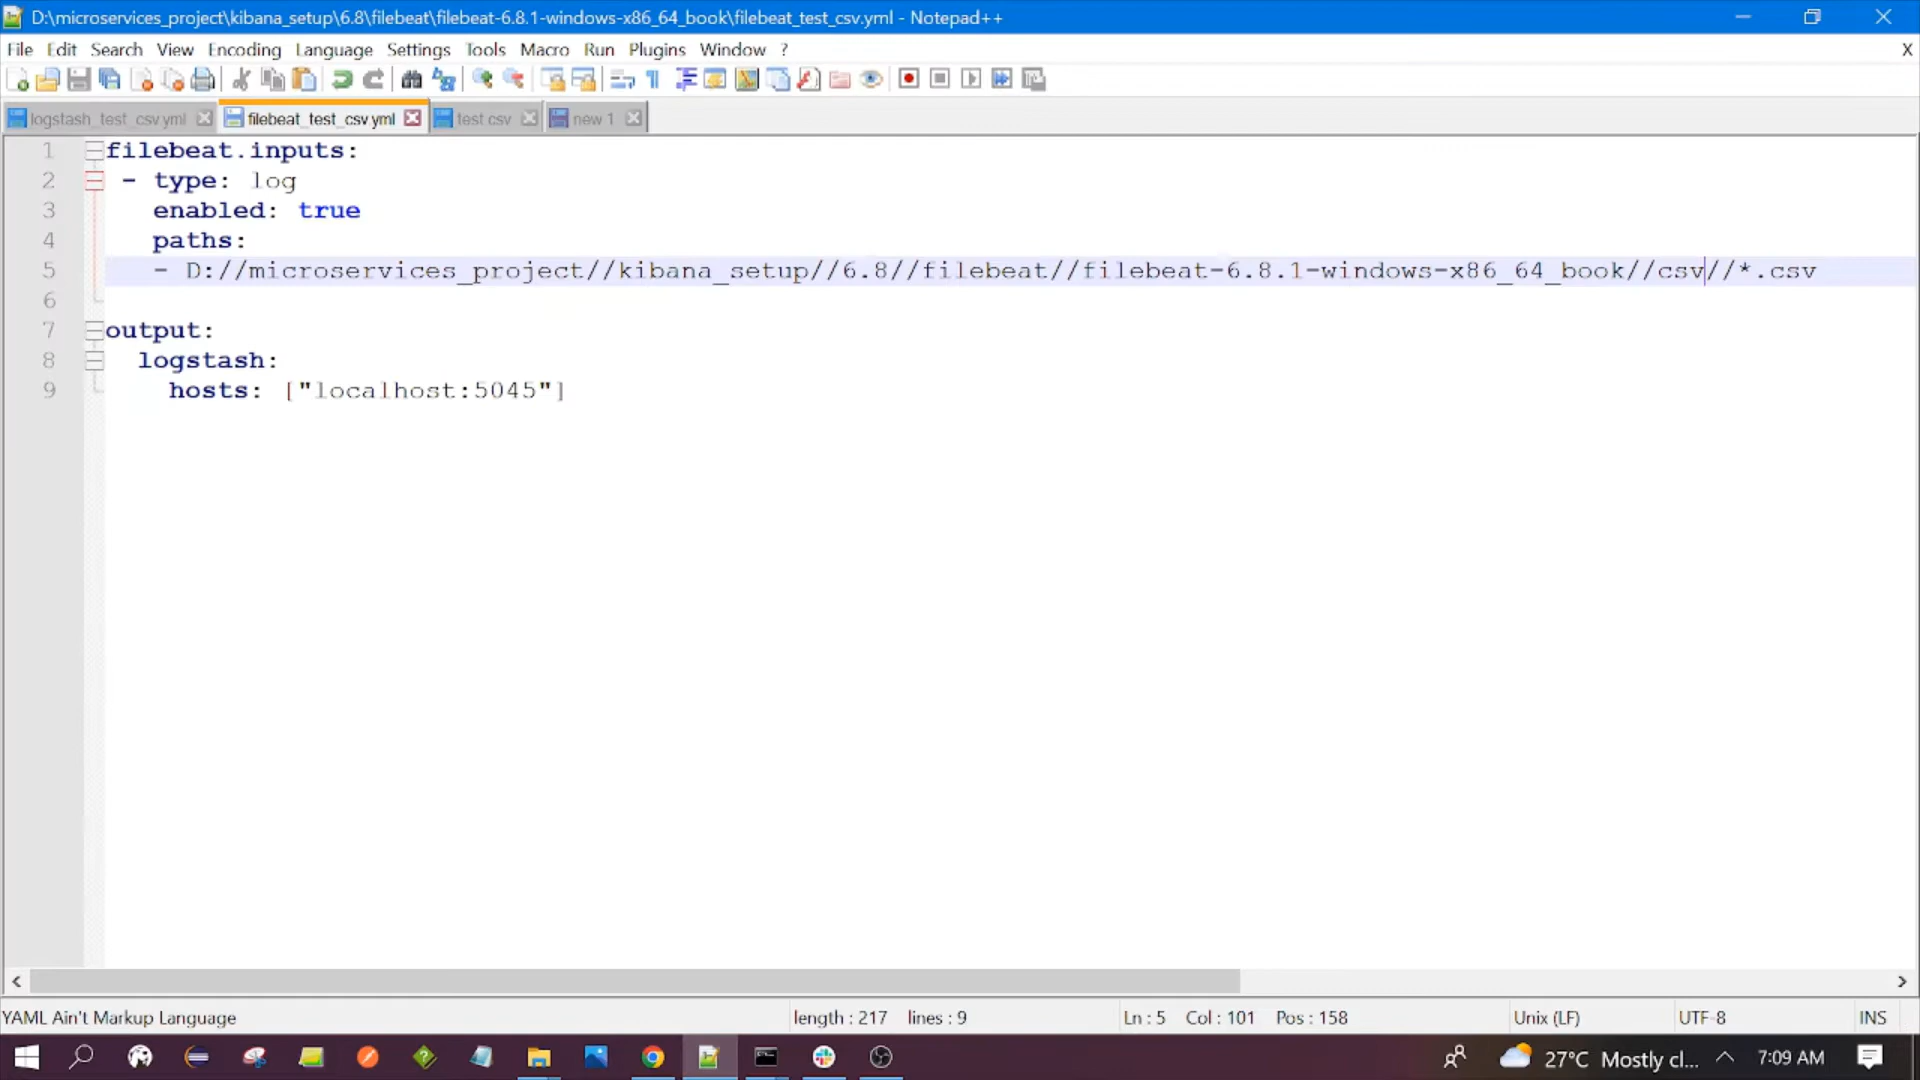 D:\microservices_project\kibana_setup\6.8\filebeat\filebeat-6.8.1-windows-x86_64_book\filebeat_test_csv.yml - Notepad++
File Edit Search View Encoding Language Settings Tools Macro Run Plugins Window ? X
logstash_test_csv.yml filebeat_test_csv.yml test.csv new 1
1 filebeat.inputs:
2 - type: log
3 enabled: true
4 paths:
5 - D://microservices_project//kibana_setup//6.8//filebeat//filebeat-6.8.1-windows-x86_64_book//csv//*.csv
6
7 output:
8 logstash:
9 hosts: ["localhost:5045"]
YAML Ain't Markup Language length : 217 lines : 9 Ln : 5 Col : 101 Pos : 158 Unix (LF) UTF-8 INS
27°C Mostly cl... 7:09 AM